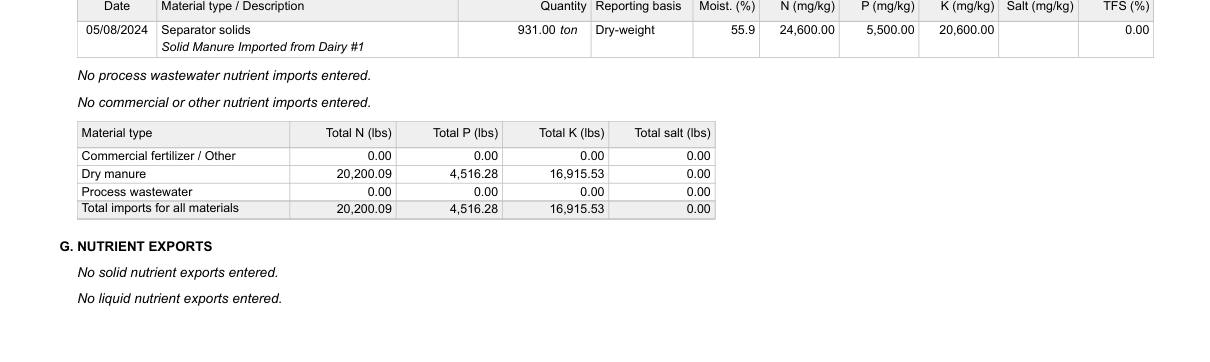 Date Material type / Description Quantity Reporting basis Moist. (%) N (mg/kg) P (mg/kg) K (mg/kg) Salt (mg/kg) TFS (%)
05/08/2024 Separator solids 931.00 ton Dry-weight 55.9 24,600.00 5,500.00 20,600.00 0.00
Solid Manure Imported from Dairy #1
No process wastewater nutrient imports entered.
No commercial or other nutrient imports entered.
Material type Total N (lbs) Total P (lbs) Total K (lbs) Total salt (lbs)
Commercial fertilizer / Other 0.00 0.00 0.00 0.00
Dry manure 20,200.09 4,516.28 16,915.53 0.00
Process wastewater 0.00 0.00 0.00 0.00
Total imports for all materials 20,200.09 4,516.28 16,915.53 0.00
G. NUTRIENT EXPORTS
No solid nutrient exports entered.
No liquid nutrient exports entered.